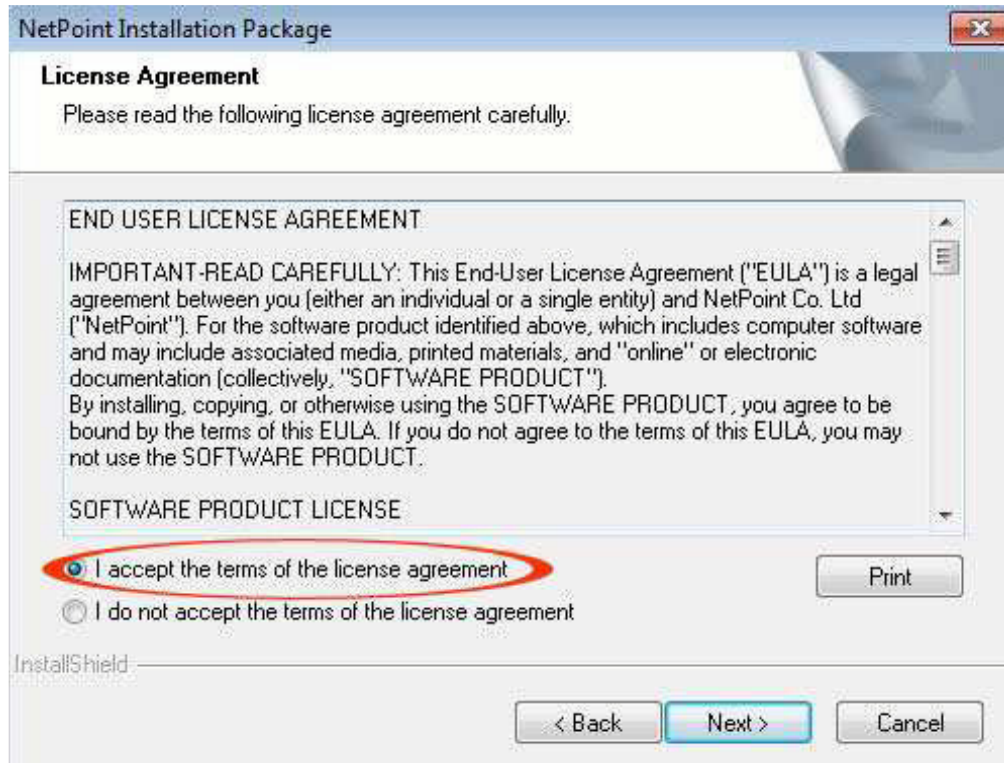 NetPoint Installation Package
License Agreement
Please read the following license agreement carefully.
END USER LICENSE AGREEMENT
IMPORTANT-READ CAREFULLY: This End-User License Agreement ("EULA") is a legal
agreement between you (either an individual or a single entity) and NetPoint Co. Ltd
("NetPoint"). For the software product identified above, which includes computer software
and may include associated media, printed materials, and "online" or electronic
documentation (collectively, "SOFTWARE PRODUCT").
By installing, copying, or otherwise using the SOFTWARE PRODUCT, you agree to be
bound by the terms of this EULA. If you do not agree to the terms of this EULA, you may
not use the SOFTWARE PRODUCT.
SOFTWARE PRODUCT LICENSE
I accept the terms of the license agreement
Print
I do not accept the terms of the license agreement
InstallShield
< Back Next > Cancel